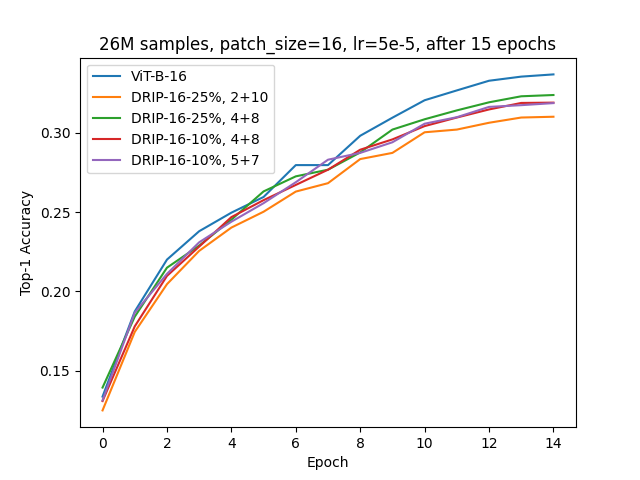 26M samples, patch_size=16, lr=5e-5, after 15 epochs
ViT-B-16
DRIP-16-25%, 2+10
DRIP-16-25%, 4+8
DRIP-16-10%, 4+8
DRIP-16-10%, 5+7
Top-1 Accuracy
0.30
0.25
0.20
0.15
0 2 4 6 8 10 12 14
Epoch